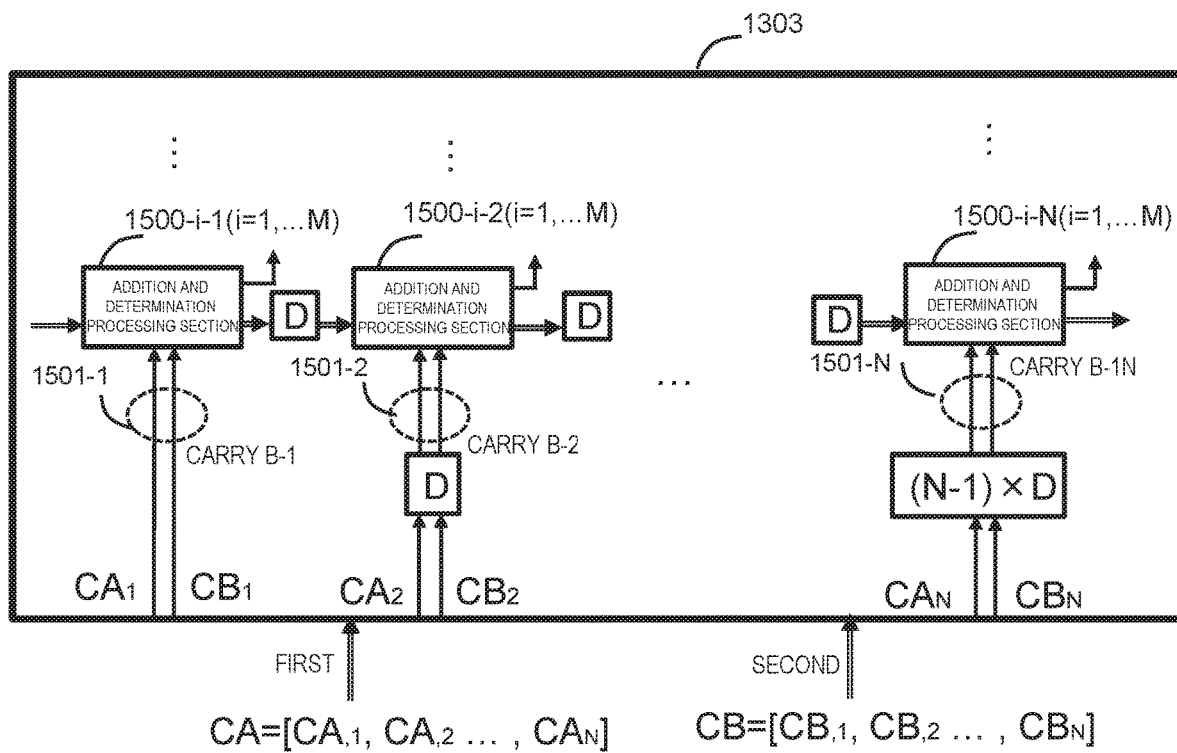 1303
⋮ ⋮ ⋮
1500-i-1(i=1,...M) 1500-i-2(i=1,...M) 1500-i-N(i=1,...M)
ADDITION AND ADDITION AND ADDITION AND
DETERMINATION DETERMINATION DETERMINATION
PROCESSING SECTION D PROCESSING SECTION D D PROCESSING SECTION
1501-1 1501-2 ... 1501-N CARRY B-1N
CARRY B-1 CARRY B-2
D (N-1)×D
CA1 CB1 CA2 CB2 CAN CBN
FIRST SECOND
CA=[CA,1, CA,2 ... , CAN] CB=[CB,1, CB,2 ... , CBN]